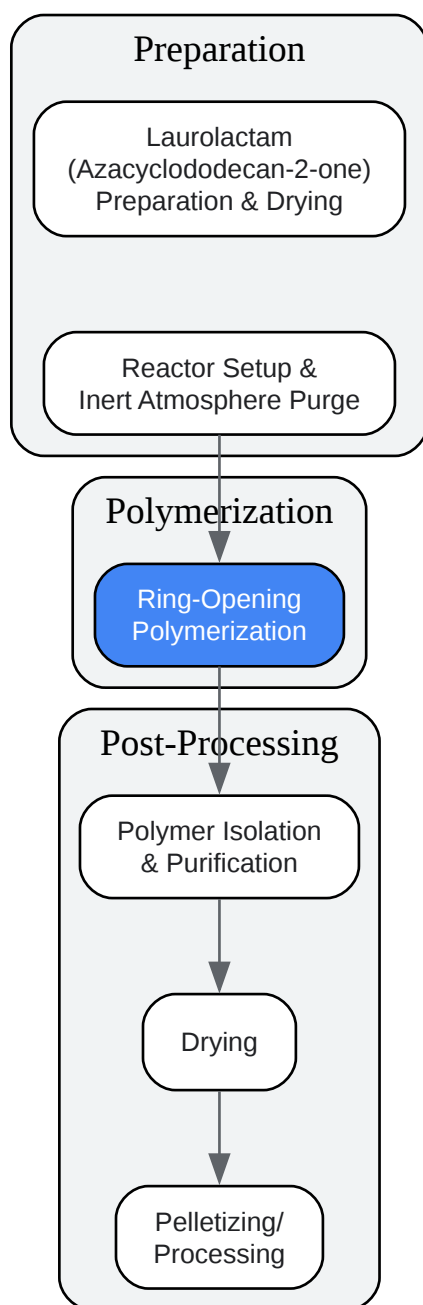 Preparation
Laurolactam
(Azacyclododecan-2-one)
Preparation & Drying
Reactor Setup &
Inert Atmosphere Purge
Polymerization
Ring-Opening
Polymerization
Post-Processing
Polymer Isolation
& Purification
Drying
Pelletizing/
Processing